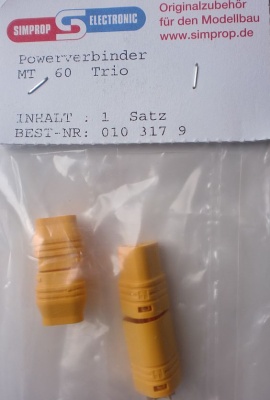 SIMPROP ELECTRONIC
Originalzubehör
für den Modellbau
www.simprop.de
Powerverbinder
MT 60 Trio
INHALT : 1 Satz
BEST-NR: 010 317 9